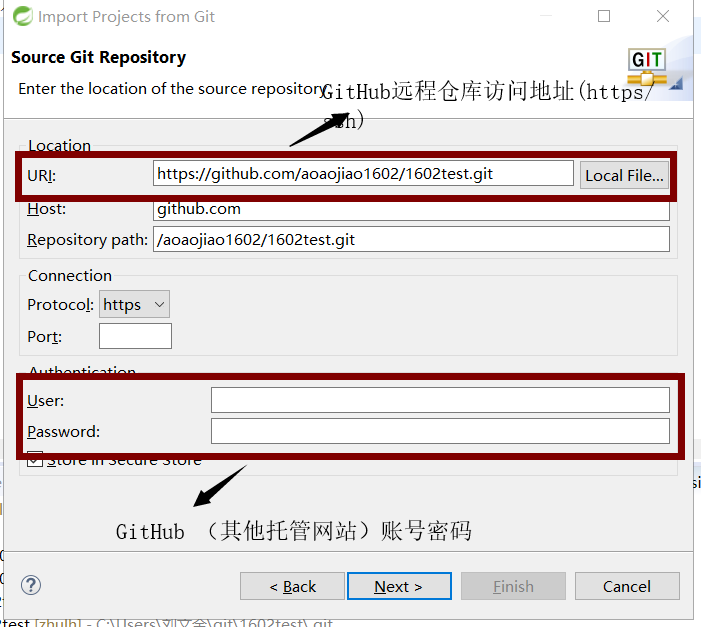 Import Projects from Git
Source Git Repository
GIT
Enter the location of the source repository.
GitHub远程仓库访问地址(https/
ssh)
Location
URI: https://github.com/aoaojiao1602/1602test.git Local File...
Host: github.com
Repository path: /aoaojiao1602/1602test.git
Connection
Protocol: https
Port:
Authentication
User:
Password:
Store in Secure Store
GitHub （其他托管网站）账号密码
< Back Next > Finish Cancel
test [zhulh] - C:\Users\刘文金\git\1602test\.git